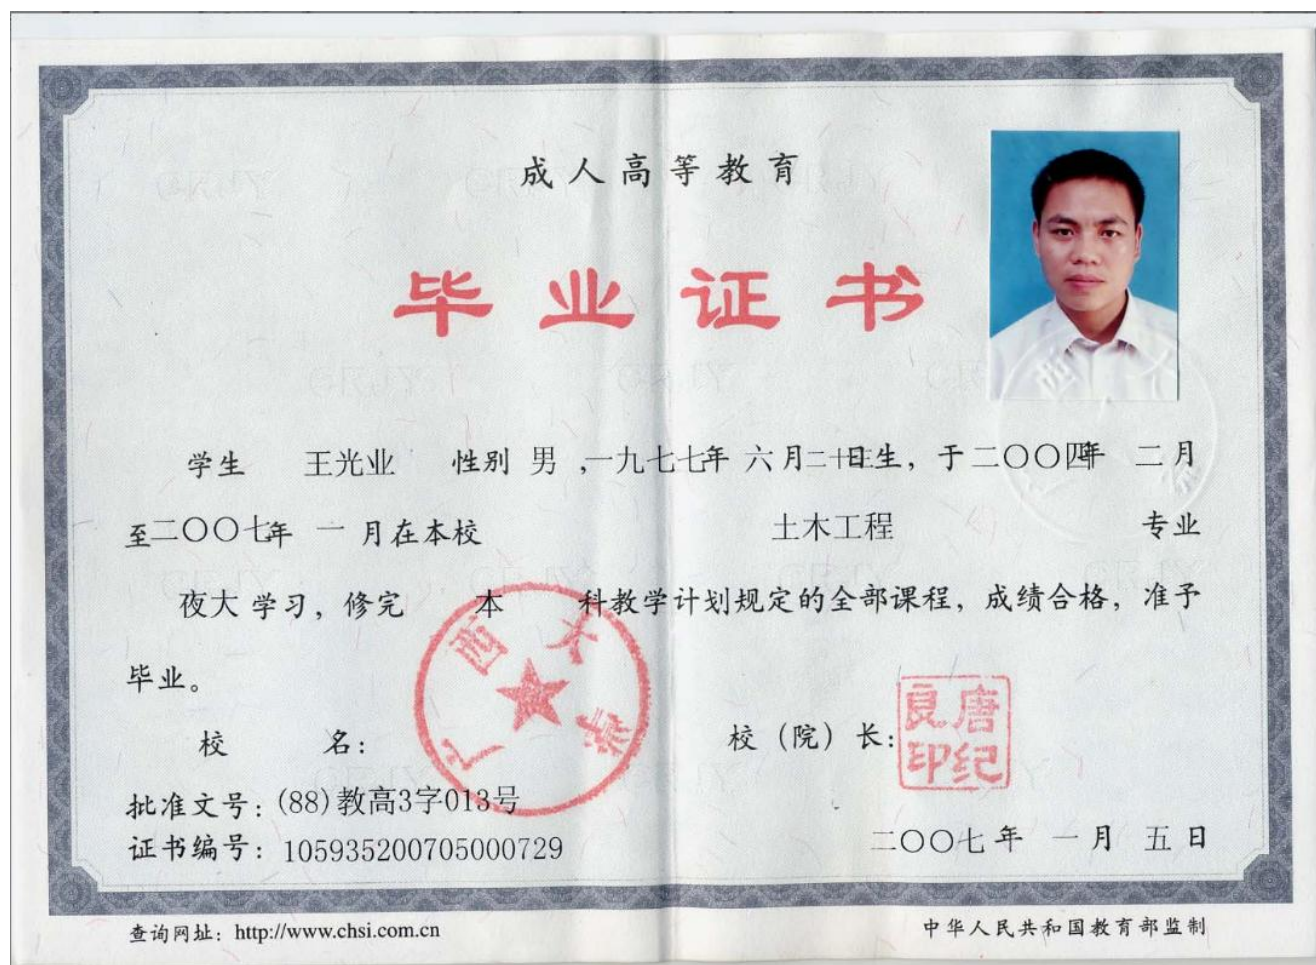 成人高等教育
毕业证书
学生 王光业 性别 男 ,一九七七年 六月二十日生，于二〇〇四年 二月
至二〇〇七年 一 月在本校 土木工程 专业
夜大 学习，修完 本 科教学计划规定的全部课程，成绩合格，准予
毕业。
广西大学
校 名：
校（院）长：
唐纪良印
批准文号：(88)教高3字013号
证书编号：105935200705000729
二〇〇七年 一月 五日
查询网址：http://www.chsi.com.cn
中华人民共和国教育部监制